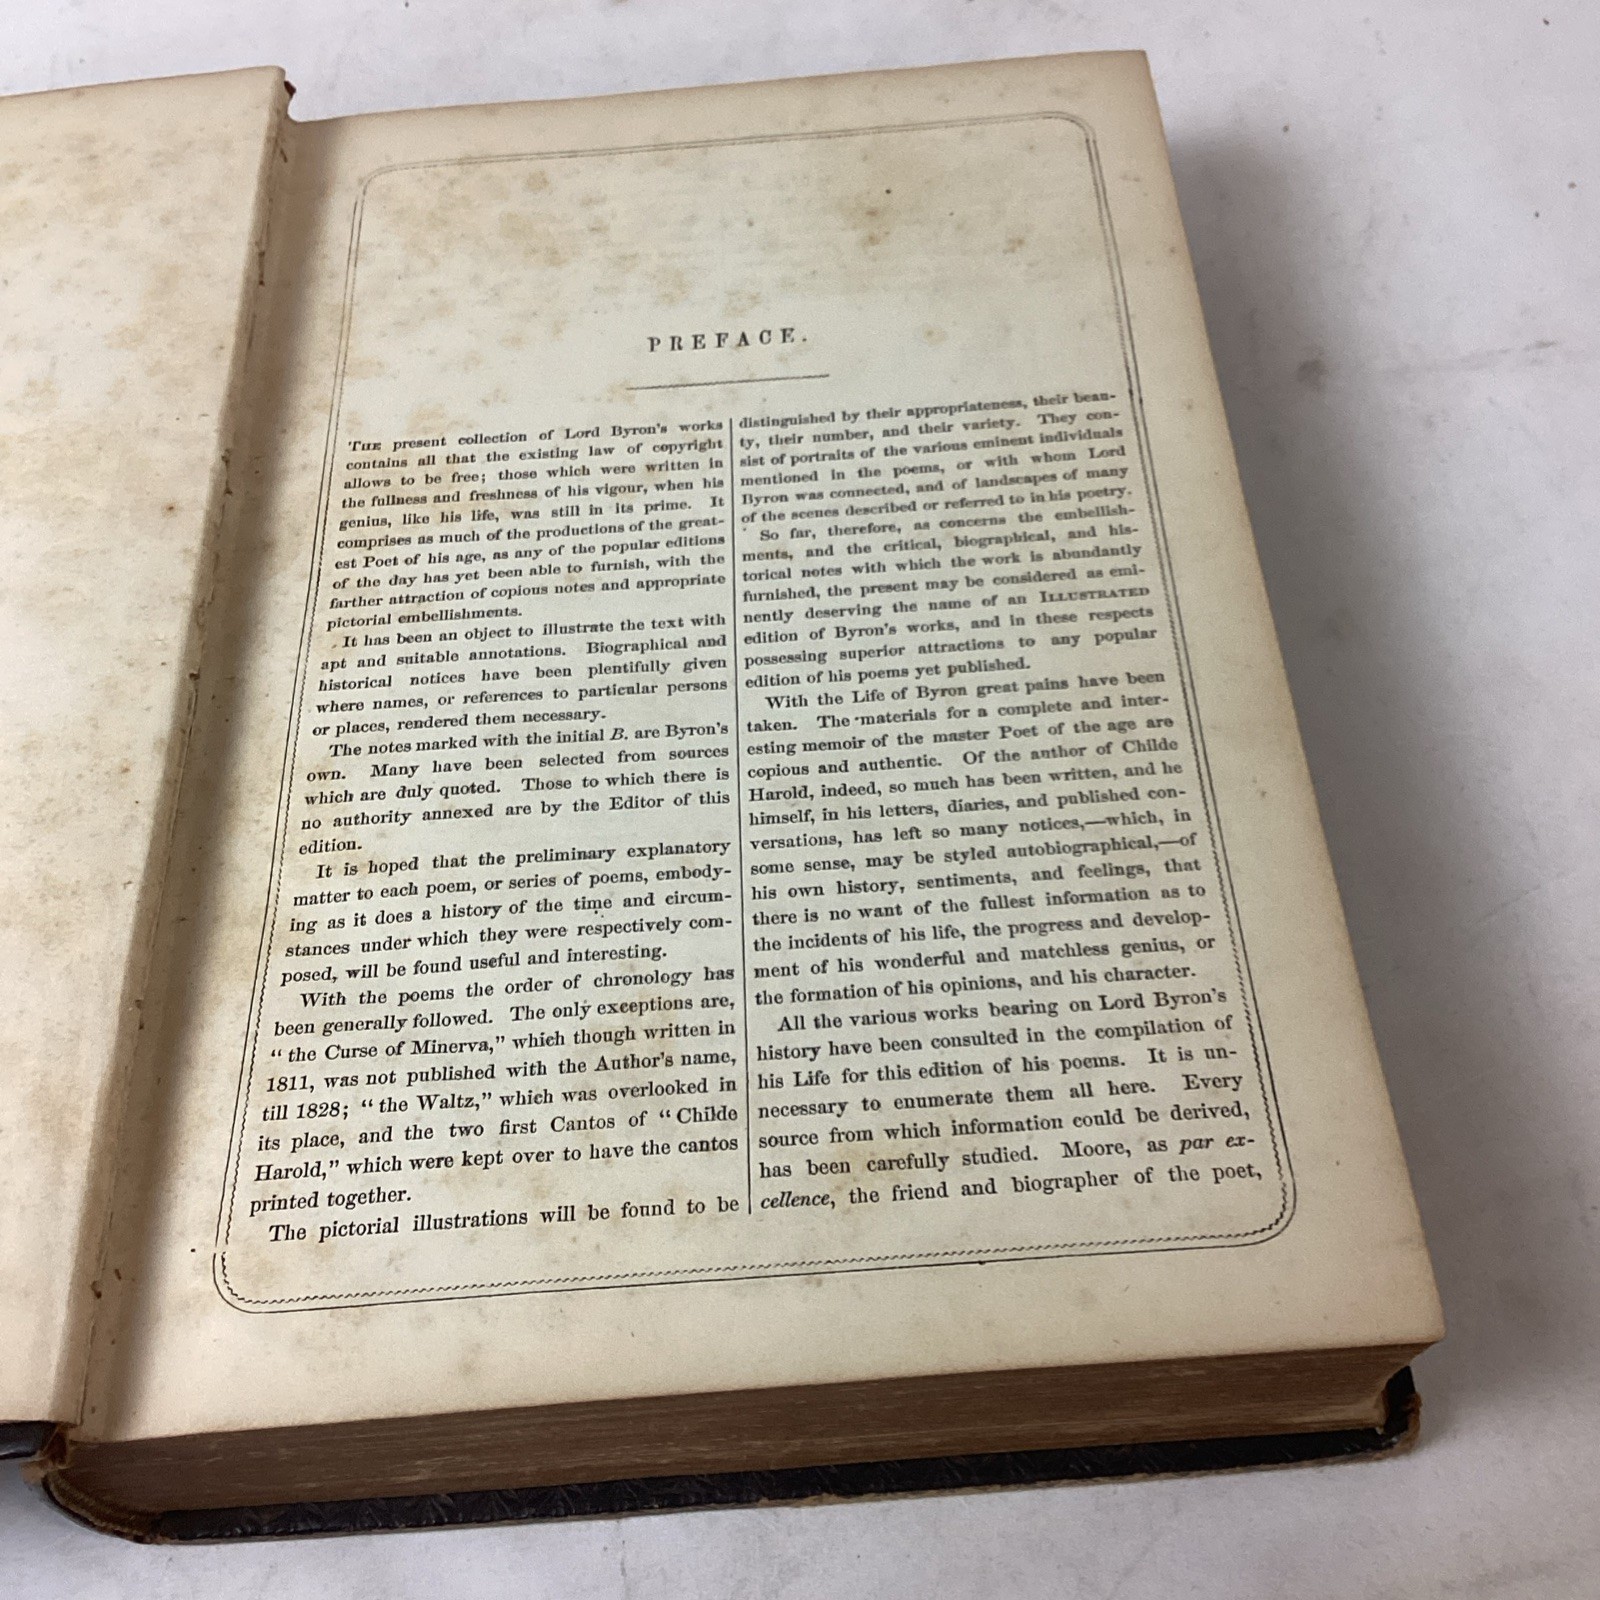 PREFACE.
THE present collection of Lord Byron's works
contains all that the existing law of copyright
allows to be free; those which were written in
the fullness and freshness of his vigour, when his
genius, like his life, was still in its prime. It
comprises as much of the productions of the great-
est Poet of his age, as any of the popular editions
of the day has yet been able to furnish, with the
farther attraction of copious notes and appropriate
pictorial embellishments.
It has been an object to illustrate the text with
apt and suitable annotations. Biographical and
historical notices have been plentifully given
where names, or references to particular persons
or places, rendered them necessary.
The notes marked with the initial B. are Byron's
own. Many have been selected from sources
which are duly quoted. Those to which there is
no authority annexed are by the Editor of this
edition.
It is hoped that the preliminary explanatory
matter to each poem, or series of poems, embody-
ing as it does a history of the time and circum-
stances under which they were respectively com-
posed, will be found useful and interesting.
With the poems the order of chronology has
been generally followed. The only exceptions are,
"the Curse of Minerva," which though written in
1811, was not published with the Author's name,
till 1828; "the Waltz," which was overlooked in
its place, and the two first Cantos of "Childe
Harold," which were kept over to have the cantos
printed together.
The pictorial illustrations will be found to be
distinguished by their appropriateness, their beau-
ty, their number, and their variety. They con-
sist of portraits of the various eminent individuals
mentioned in the poems, or with whom Lord
Byron was connected, and of landscapes of many
of the scenes described or referred to in his poetry.
So far, therefore, as concerns the embellish-
ments, and the critical, biographical, and his-
torical notes with which the work is abundantly
furnished, the present may be considered as emi-
nently deserving the name of an ILLUSTRATED
edition of Byron's works, and in these respects
possessing superior attractions to any popular
edition of his poems yet published.
With the Life of Byron great pains have been
taken. The materials for a complete and inter-
esting memoir of the master Poet of the age are
copious and authentic. Of the author of Childe
Harold, indeed, so much has been written, and he
himself, in his letters, diaries, and published con-
versations, has left so many notices,—which, in
some sense, may be styled autobiographical,—of
his own history, sentiments, and feelings, that
there is no want of the fullest information as to
the incidents of his life, the progress and develop-
ment of his wonderful and matchless genius, or
the formation of his opinions, and his character.
All the various works bearing on Lord Byron's
history have been consulted in the compilation of
his Life for this edition of his poems. It is un-
necessary to enumerate them all here. Every
source from which information could be derived,
has been carefully studied. Moore, as par ex-
cellence, the friend and biographer of the poet,